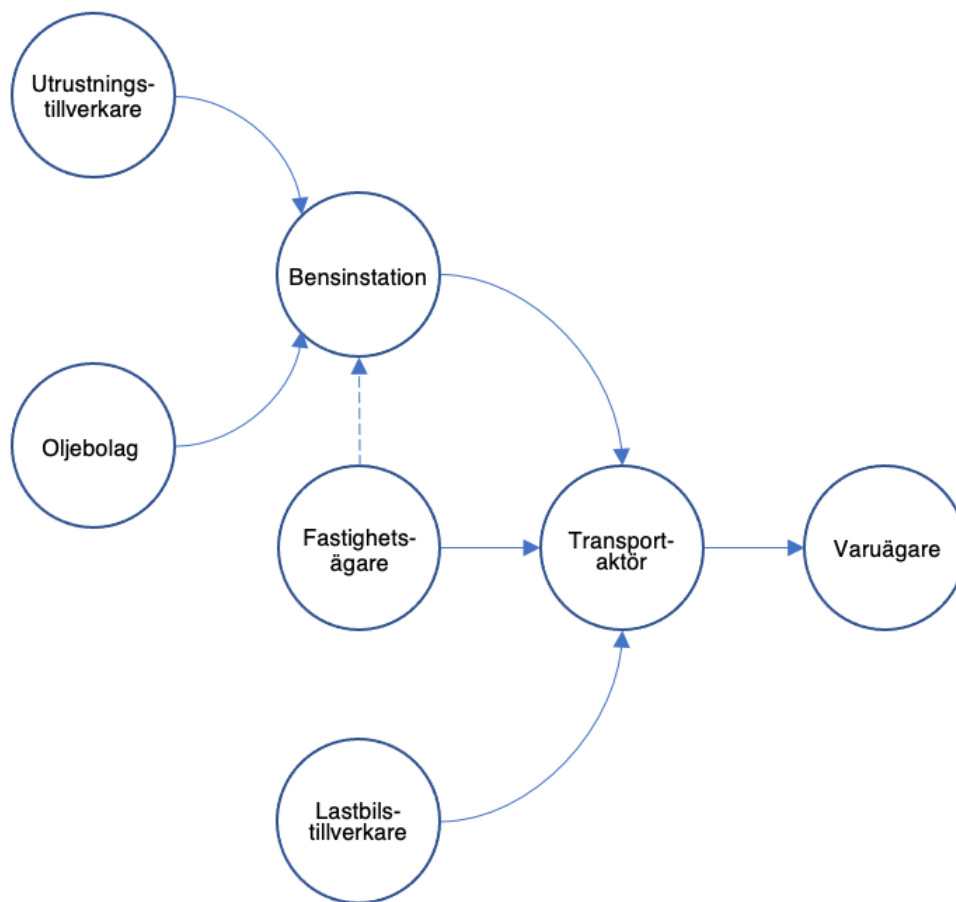 Utrustnings-
tillverkare
Bensinstation
Oljebolag
Fastighets-
ägare
Transport-
aktör
Varuägare
Lastbils-
tillverkare